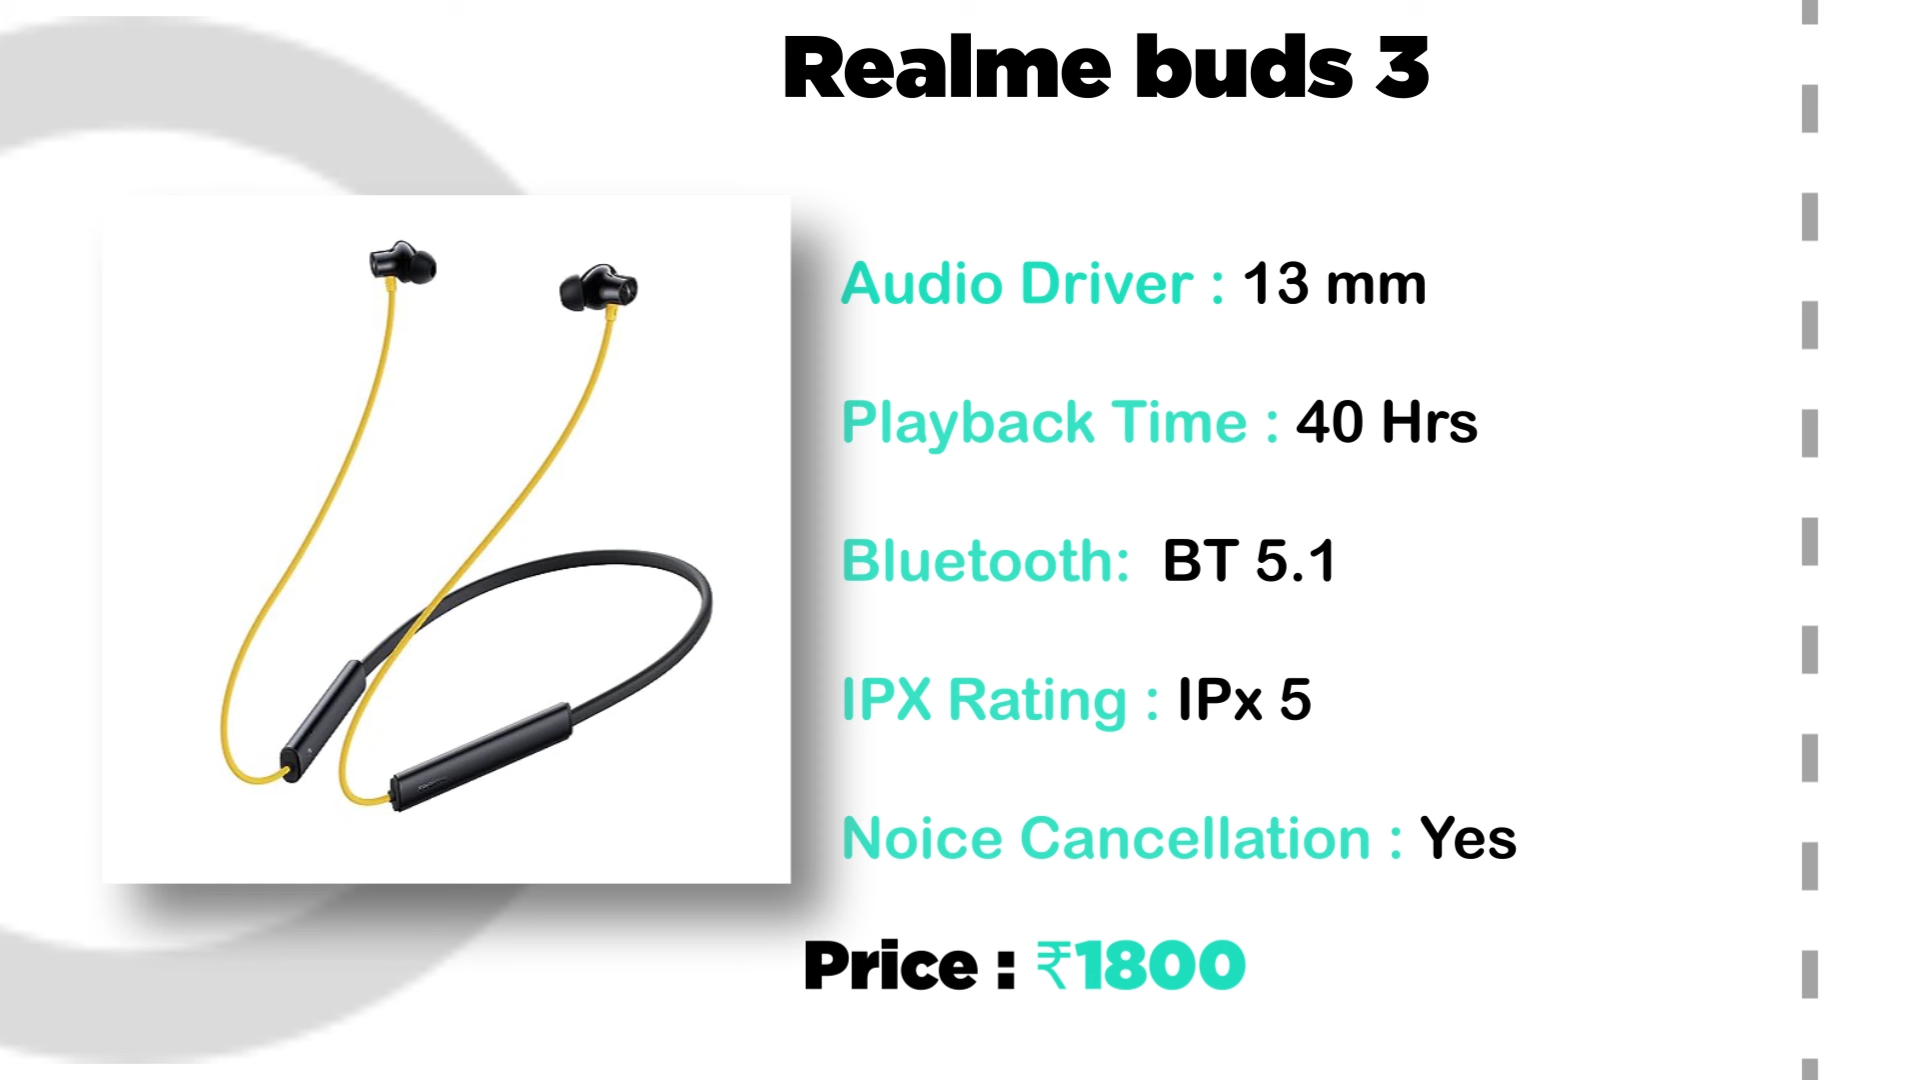 Realme buds 3
Audio Driver : 13 mm
Playback Time : 40 Hrs
Bluetooth: BT 5.1
IPX Rating : IPx 5
Noice Cancellation : Yes
Price : ₹1800